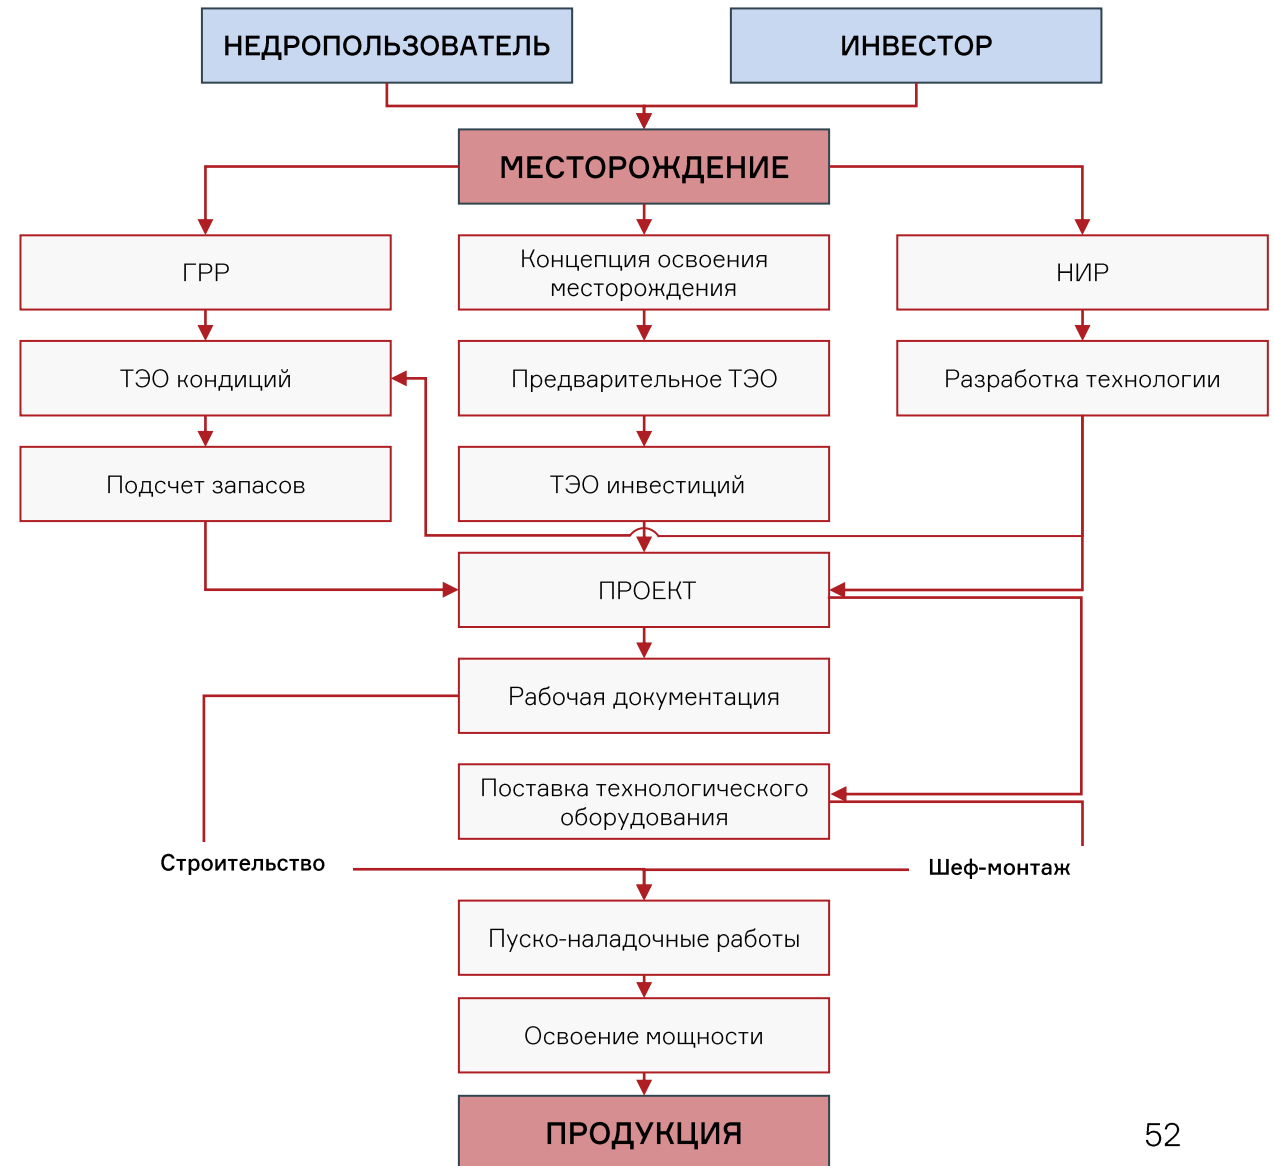 НЕДРОПОЛЬЗОВАТЕЛЬ
ИНВЕСТОР
МЕСТОРОЖДЕНИЕ
ГРР
Концепция освоения
месторождения
НИР
ТЭО кондиций
Предварительное ТЭО
Разработка технологии
Подсчет запасов
ТЭО инвестиций
ПРОЕКТ
Рабочая документация
Поставка технологического
оборудования
Строительство
Шеф-монтаж
Пуско-наладочные работы
Освоение мощности
ПРОДУКЦИЯ
52